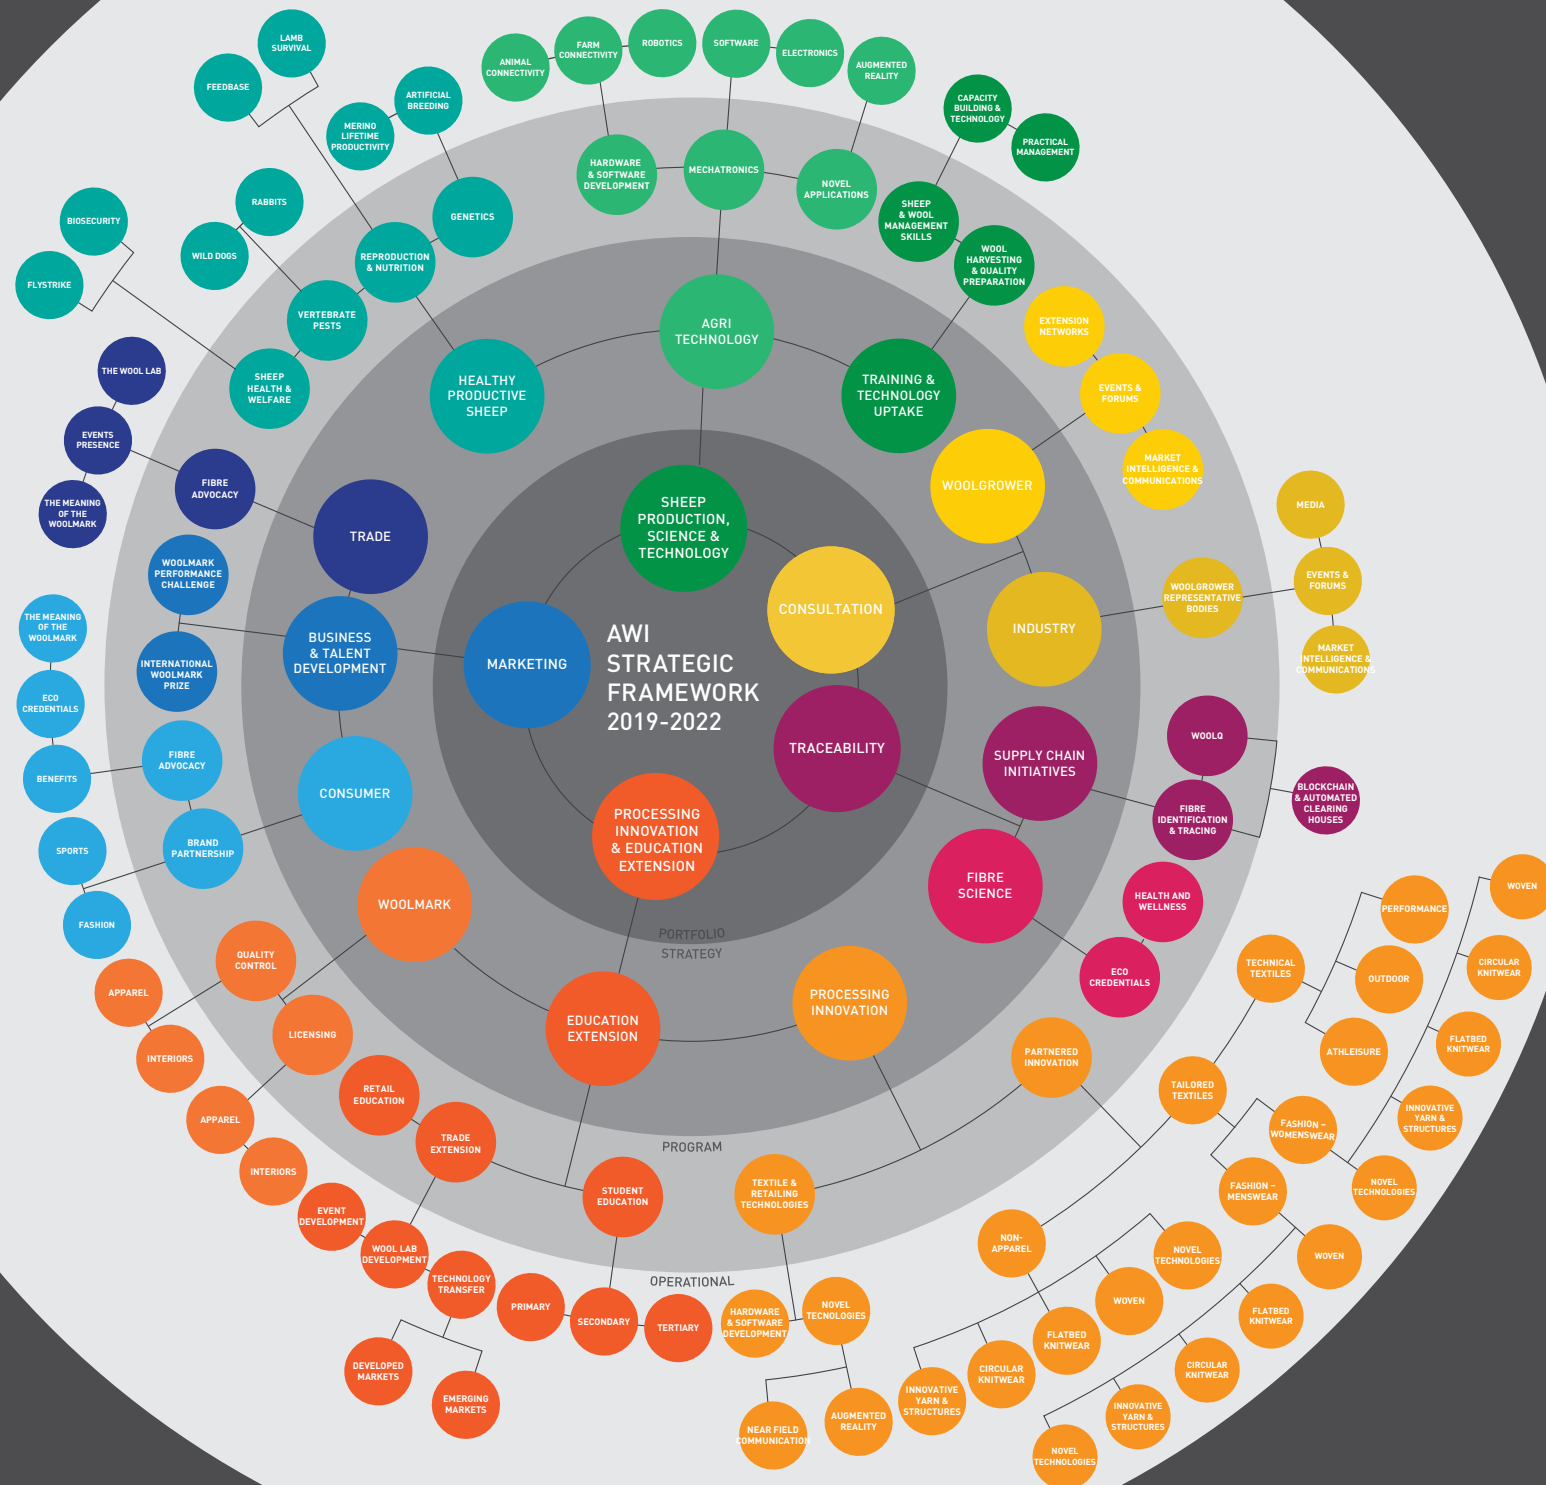 LAMB
SURVIVAL
FEEDBASE
ARTIFICIAL
BREEDING
MERINO
LIFETIME
PRODUCTIVITY
RABBITS
WILD DOGS
BIOSECURITY
FLYSTRIKE
GENETICS
REPRODUCTION
& NUTRITION
VERTEBRATE
PESTS
SHEEP
HEALTH &
WELFARE
HEALTHY
PRODUCTIVE
SHEEP
ANIMAL
CONNECTIVITY
FARM
CONNECTIVITY
ROBOTICS
SOFTWARE
ELECTRONICS
AUGMENTED
REALITY
HARDWARE
& SOFTWARE
DEVELOPMENT
MECHATRONICS
NOVEL
APPLICATIONS
AGRI
TECHNOLOGY
CAPACITY
BUILDING &
TECHNOLOGY
PRACTICAL
MANAGEMENT
SHEEP
& WOOL
MANAGEMENT
SKILLS
WOOL
HARVESTING
& QUALITY
PREPARATION
TRAINING &
TECHNOLOGY
UPTAKE
EXTENSION
NETWORKS
EVENTS &
FORUMS
MARKET
INTELLIGENCE &
COMMUNICATIONS
WOOLGROWER
MEDIA
EVENTS &
FORUMS
MARKET
INTELLIGENCE &
COMMUNICATIONS
WOOLGROWER
REPRESENTATIVE
BODIES
INDUSTRY
THE WOOL LAB
EVENTS
PRESENCE
THE MEANING
OF THE
WOOLMARK
FIBRE
ADVOCACY
TRADE
WOOLMARK
PERFORMANCE
CHALLENGE
INTERNATIONAL
WOOLMARK
PRIZE
BUSINESS
& TALENT
DEVELOPMENT
THE MEANING
OF THE
WOOLMARK
ECO
CREDENTIALS
BENEFITS
FIBRE
ADVOCACY
BRAND
PARTNERSHIP
SPORTS
FASHION
CONSUMER
SHEEP
PRODUCTION,
SCIENCE &
TECHNOLOGY
CONSULTATION
MARKETING
AWI
STRATEGIC
FRAMEWORK
2019-2022
TRACEABILITY
PROCESSING
INNOVATION
& EDUCATION
EXTENSION
PORTFOLIO
STRATEGY
SUPPLY CHAIN
INITIATIVES
WOOLQ
FIBRE
IDENTIFICATION
& TRACING
BLOCKCHAIN
& AUTOMATED
CLEARING
HOUSES
FIBRE
SCIENCE
HEALTH AND
WELLNESS
ECO
CREDENTIALS
WOOLMARK
QUALITY
CONTROL
LICENSING
APPAREL
INTERIORS
APPAREL
INTERIORS
EDUCATION
EXTENSION
RETAIL
EDUCATION
TRADE
EXTENSION
STUDENT
EDUCATION
EVENT
DEVELOPMENT
WOOL LAB
DEVELOPMENT
TECHNOLOGY
TRANSFER
DEVELOPED
MARKETS
EMERGING
MARKETS
PRIMARY
SECONDARY
TERTIARY
PROGRAM
OPERATIONAL
PROCESSING
INNOVATION
PARTNERED
INNOVATION
TEXTILE &
RETAILING
TECHNOLOGIES
HARDWARE
& SOFTWARE
DEVELOPMENT
NOVEL
TECNOLOGIES
NEAR FIELD
COMMUNICATION
AUGMENTED
REALITY
TECHNICAL
TEXTILES
PERFORMANCE
OUTDOOR
ATHLEISURE
TAILORED
TEXTILES
FASHION –
WOMENSWEAR
FASHION –
MENSWEAR
WOVEN
CIRCULAR
KNITWEAR
FLATBED
KNITWEAR
INNOVATIVE
YARN &
STRUCTURES
NOVEL
TECHNOLOGIES
WOVEN
FLATBED
KNITWEAR
CIRCULAR
KNITWEAR
INNOVATIVE
YARN &
STRUCTURES
NOVEL
TECHNOLOGIES
NON-
APPAREL
NOVEL
TECHNOLOGIES
WOVEN
FLATBED
KNITWEAR
CIRCULAR
KNITWEAR
INNOVATIVE
YARN &
STRUCTURES